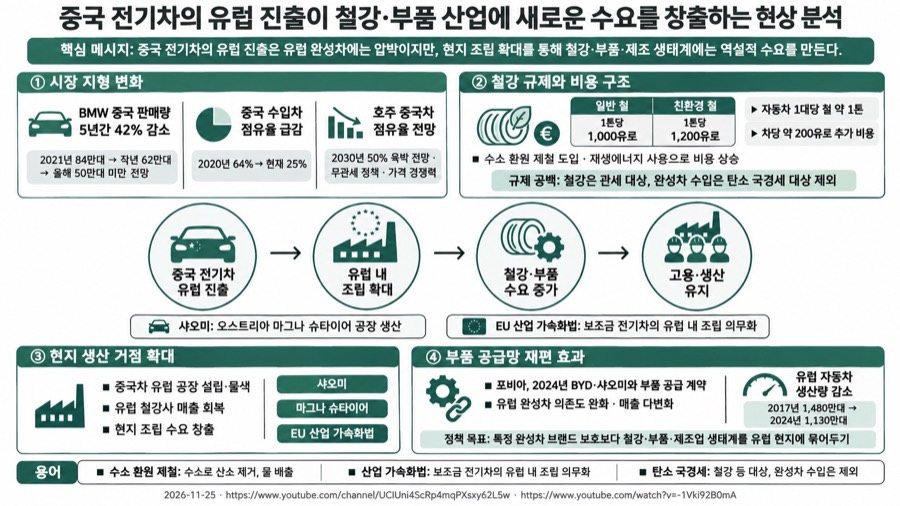 중국 전기차의 유럽 진출이 철강·부품 산업에 새로운 수요를 창출하는 현상 분석
핵심 메시지: 중국 전기차의 유럽 진출은 유럽 완성차에는 압박이지만, 현지 조립 확대를 통해 철강·부품·제조 생태계에는 역설적 수요를 만든다.
① 시장 지형 변화
BMW 중국 판매량
5년간 42% 감소
2021년 84만대 → 작년 62만대
→ 올해 50만대 미만 전망
중국 수입차
점유율 급감
2020년 64% → 현재 25%
호주 중국차
점유율 전망
2030년 50% 육박 전망·
무관세 정책·가격 경쟁력
② 철강 규제와 비용 구조
일반 철
1톤당
1,000유로
친환경 철
1톤당
1,200유로
▶ 자동차 1대당 철 약 1톤
▶ 차당 약 200유로 추가 비용
■ 수소 환원 제철 도입·재생에너지 사용으로 비용 상승
규제 공백: 철강은 관세 대상, 완성차 수입은 탄소 국경세 대상 제외
중국 전기차
유럽 진출
유럽 내
조립 확대
철강·부품
수요 증가
고용·생산
유지
샤오미: 오스트리아 마그나 슈타이어 공장 생산
EU 산업 가속화법: 보조금 전기차의 유럽 내 조립 의무화
③ 현지 생산 거점 확대
■ 중국차 유럽 공장 설립·물색
■ 유럽 철강사 매출 회복
■ 현지 조립 수요 창출
샤오미
마그나 슈타이어
EU 산업 가속화법
④ 부품 공급망 재편 효과
■ 포비아, 2024년 BYD·샤오미와 부품 공급 계약
■ 유럽 완성차 의존도 완화·매출 다변화
유럽 자동차
생산량 감소
2017년 1,480만대 →
2024년 1,130만대
정책 목표: 특정 완성차 브랜드 보호보다 철강·부품·제조업 생태계를 유럽 현지에 묶어두기
용어
■ 수소 환원 제철: 수소로 산소 제거, 물 배출
■ 산업 가속화법: 보조금 전기차의 유럽 내 조립 의무화
■ 탄소 국경세: 철강 등 대상, 완성차 수입은 제외
2026-11-25 · https://www.youtube.com/channel/UCIUni4ScRp4mqPXsxy62L5w · https://www.youtube.com/watch?v=-1Vki92B0mA